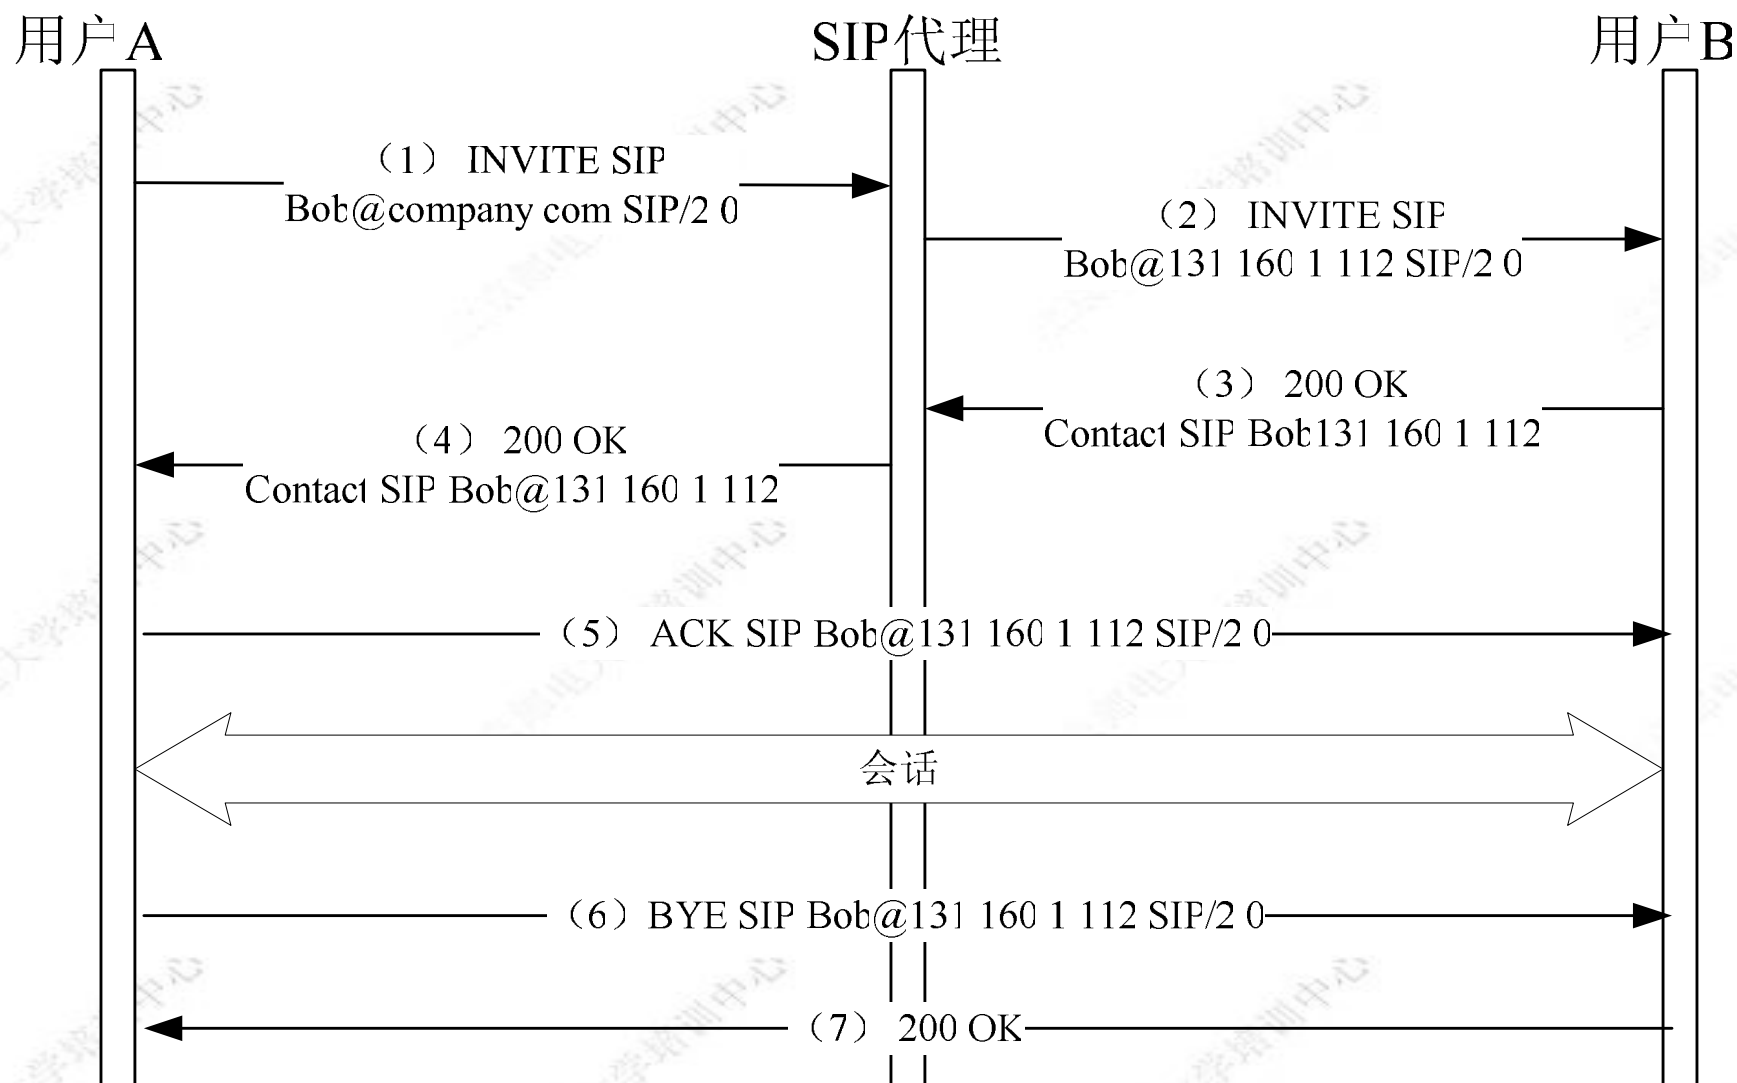 用户A
SIP代理
用户B
（1） INVITE SIP
Bob@company com SIP/2 0
（2） INVITE SIP
Bob@131 160 1 112 SIP/2 0
（3） 200 OK
Contact SIP Bob131 160 1 112
（4） 200 OK
Contact SIP Bob@131 160 1 112
（5） ACK SIP Bob@131 160 1 112 SIP/2 0
会话
（6）BYE SIP Bob@131 160 1 112 SIP/2 0
（7） 200 OK